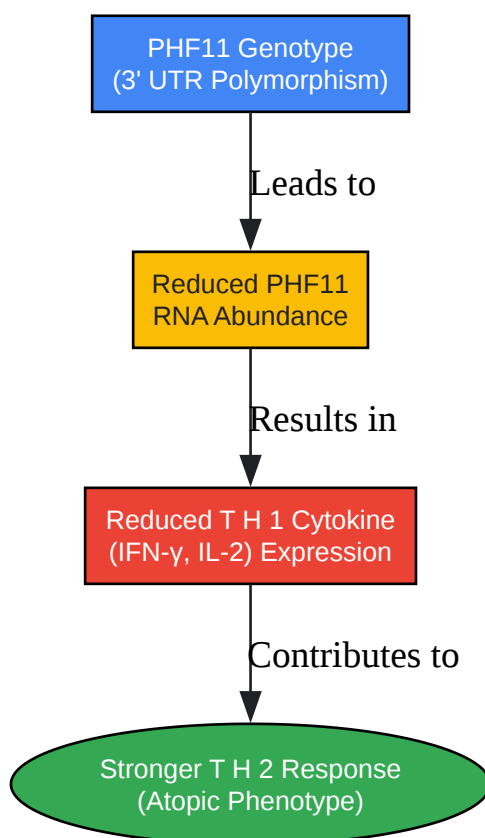 PHF11 Genotype
(3' UTR Polymorphism)
Leads to
Reduced PHF11
RNA Abundance
Results in
Reduced T H 1 Cytokine
(IFN-γ, IL-2) Expression
Contributes to
Stronger T H 2 Response
(Atopic Phenotype)